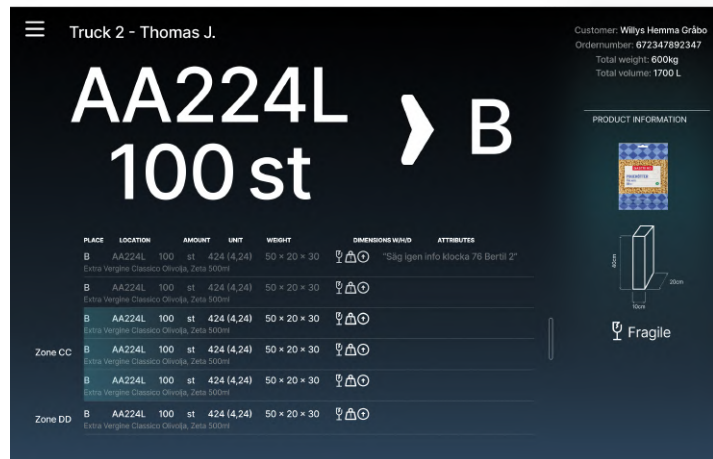 Truck 2 - Thomas J.
AA224L
100 st
B
Customer: Willys Hemma Gråbo
Ordernumber: 672347892347
Total weight: 600kg
Total volume: 1700 L
PRODUCT INFORMATION
40cm
20cm
10cm
Fragile
PLACE LOCATION AMOUNT UNIT WEIGHT DIMENSIONS W/H/D ATTRIBUTES
B AA224L 100 st 424 (4,24) 50 × 20 × 30 "Säg igen info klocka 76 Bertil 2"
Extra Vergine Classico Olivolja, Zeta 500ml
B AA224L 100 st 424 (4,24) 50 × 20 × 30
Extra Vergine Classico Olivolja, Zeta 500ml
B AA224L 100 st 424 (4,24) 50 × 20 × 30
Extra Vergine Classico Olivolja, Zeta 500ml
Zone CC B AA224L 100 st 424 (4,24) 50 × 20 × 30
Extra Vergine Classico Olivolja, Zeta 500ml
B AA224L 100 st 424 (4,24) 50 × 20 × 30
Extra Vergine Classico Olivolja, Zeta 500ml
Zone DD B AA224L 100 st 424 (4,24) 50 × 20 × 30
Extra Vergine Classico Olivolja, Zeta 500ml